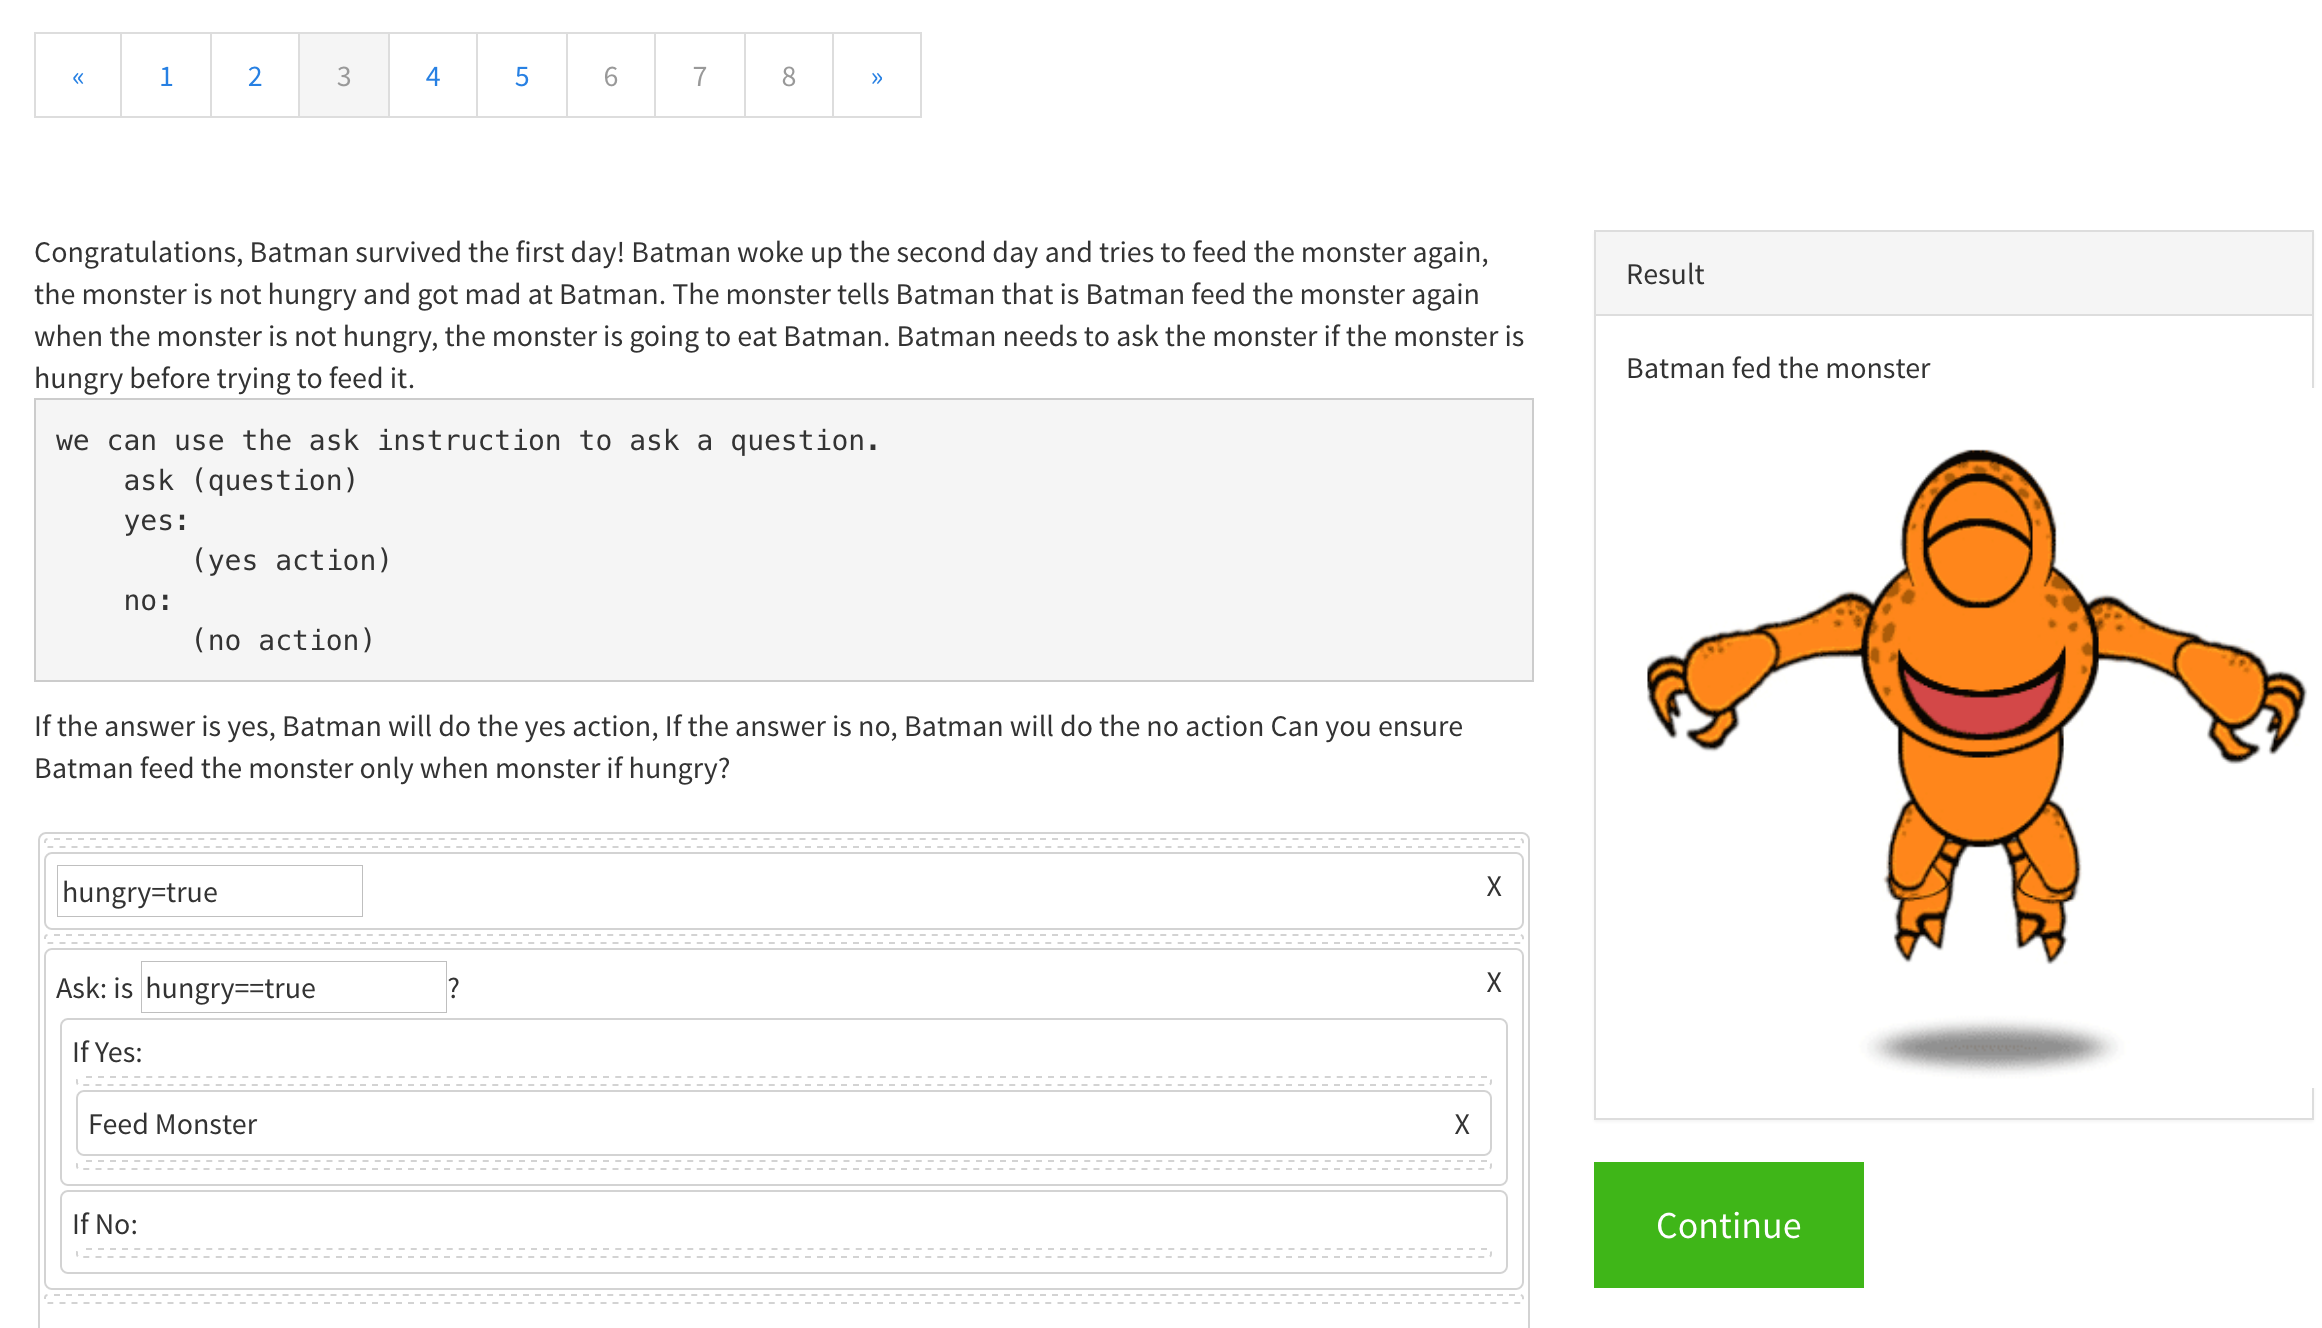 « 1 2 3 4 5 6 7 8 »
Congratulations, Batman survived the first day! Batman woke up the second day and tries to feed the monster again,
the monster is not hungry and got mad at Batman. The monster tells Batman that is Batman feed the monster again
when the monster is not hungry, the monster is going to eat Batman. Batman needs to ask the monster if the monster is
hungry before trying to feed it.
we can use the ask instruction to ask a question.
ask (question)
yes:
(yes action)
no:
(no action)
If the answer is yes, Batman will do the yes action, If the answer is no, Batman will do the no action Can you ensure
Batman feed the monster only when monster if hungry?
hungry=true X
Ask: is hungry==true ? X
If Yes:
Feed Monster X
If No:
Result
Batman fed the monster
Continue